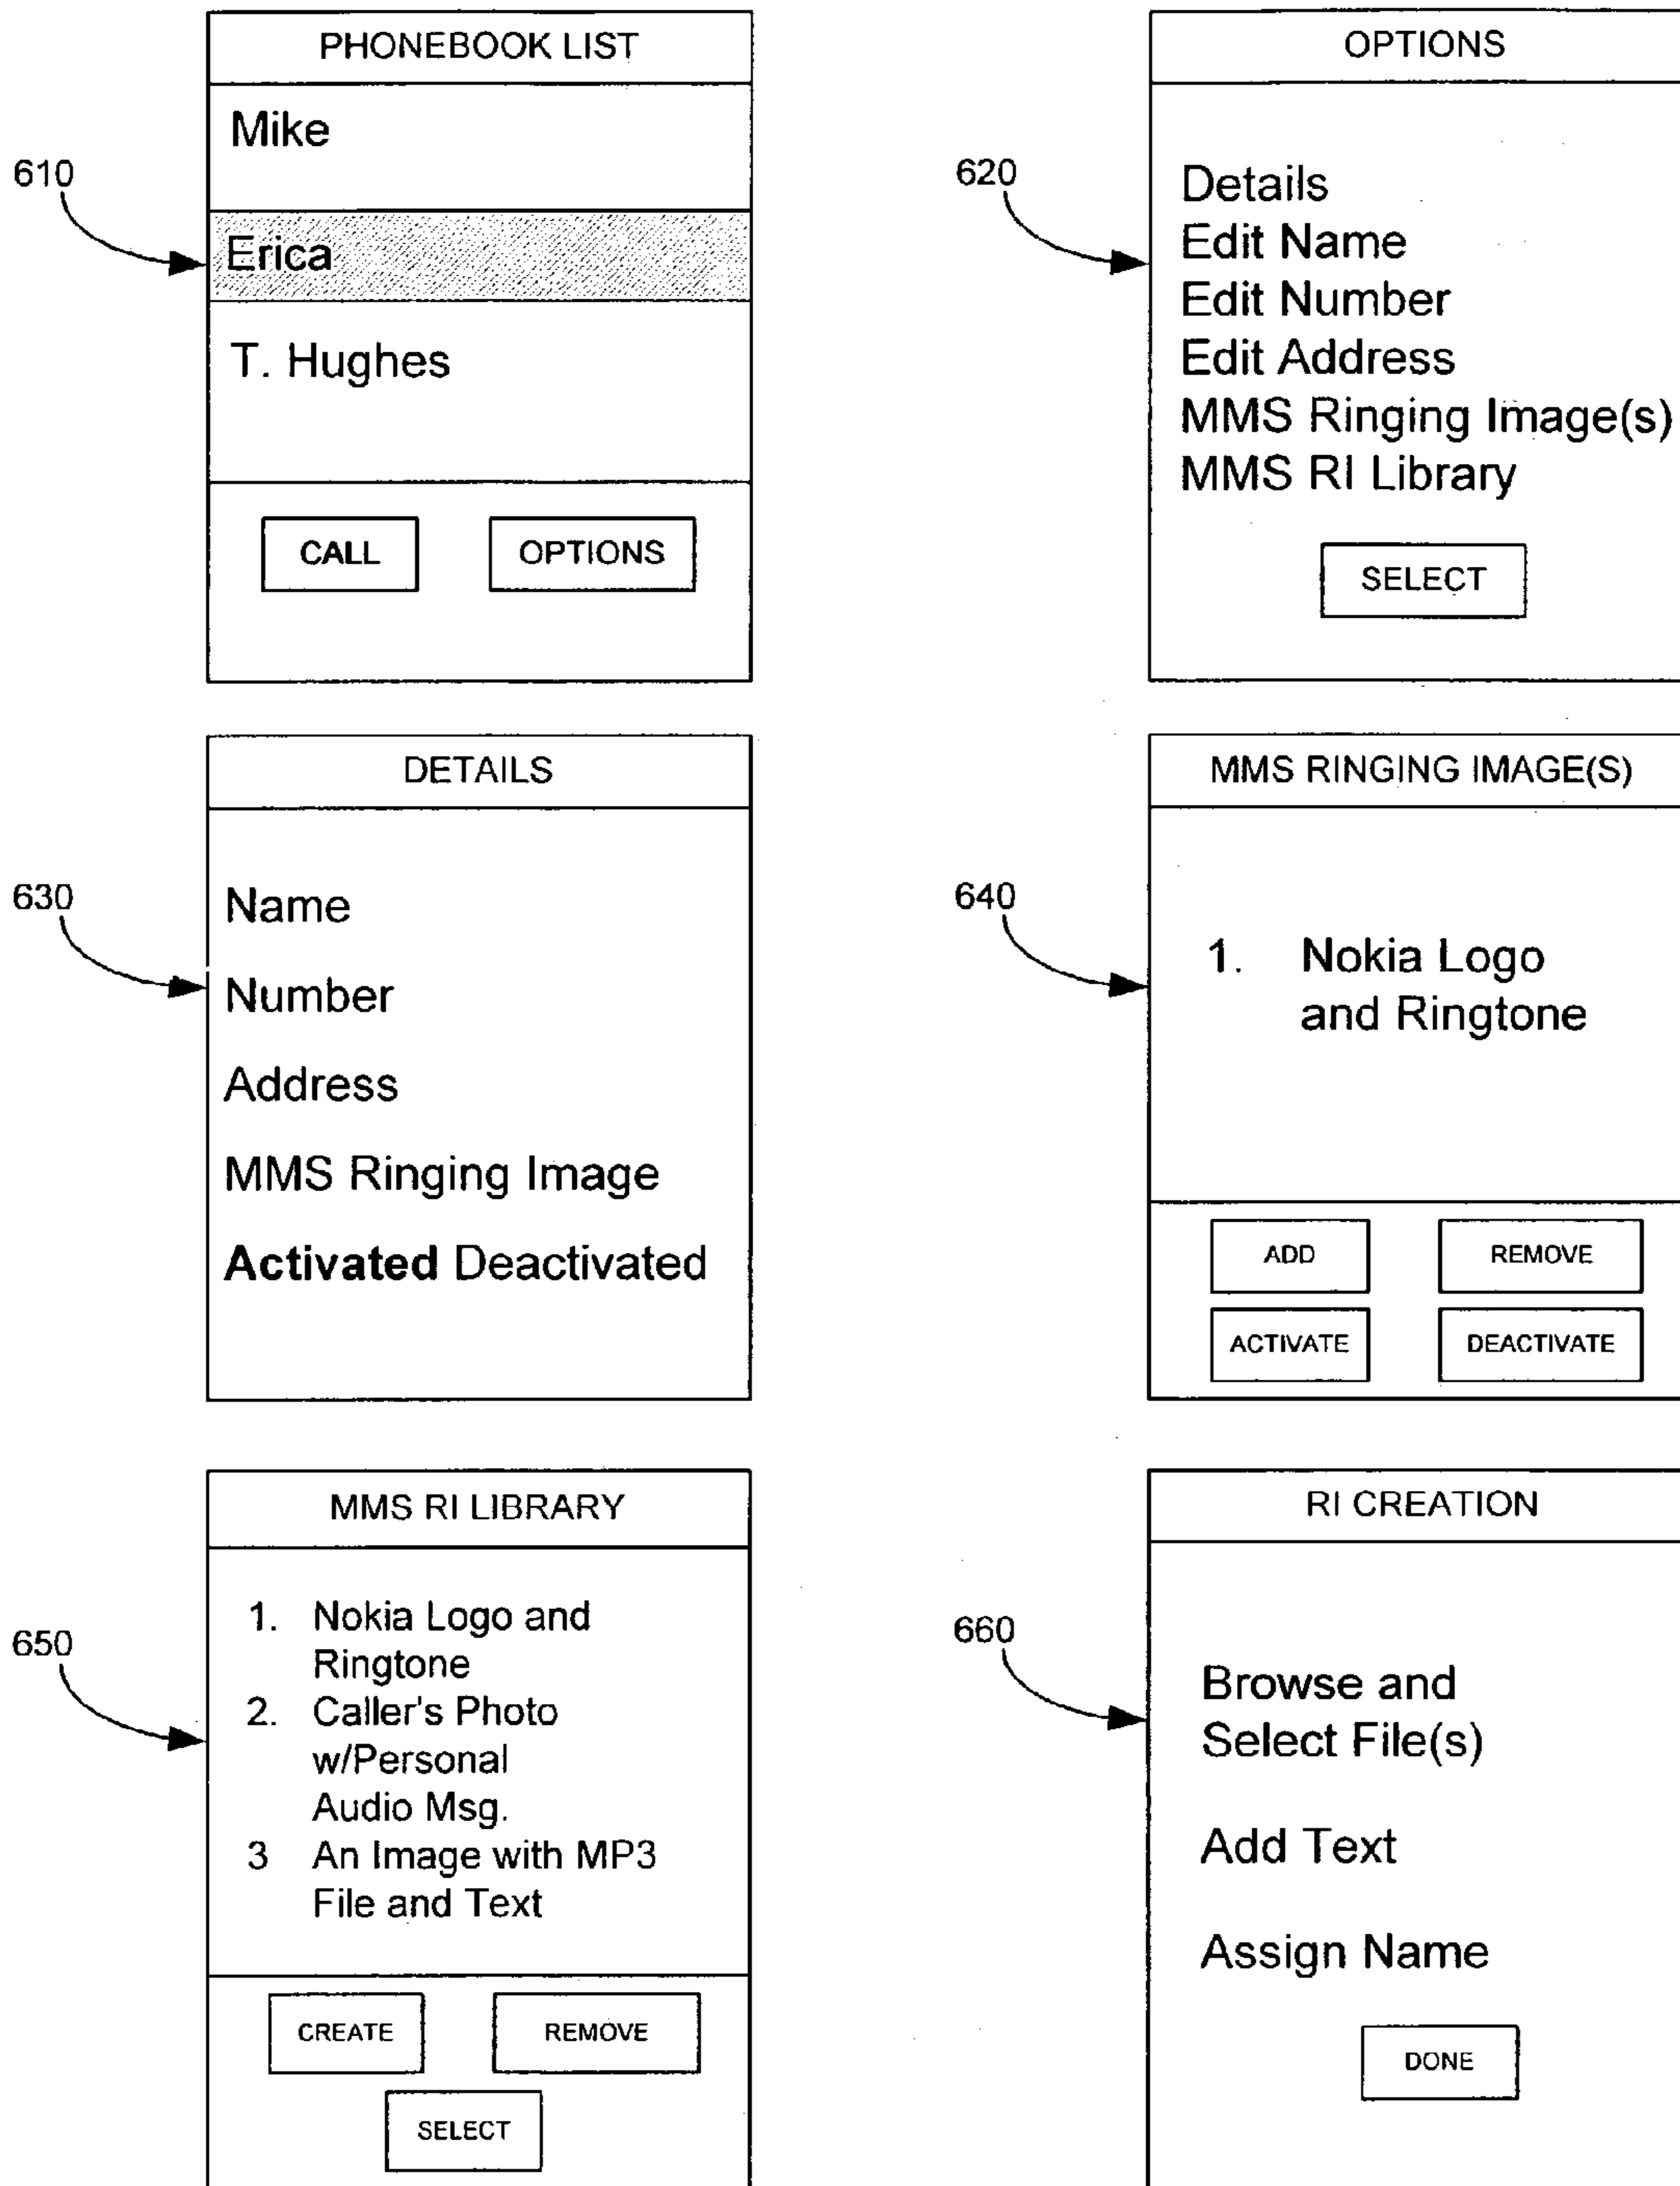 PHONEBOOK LIST
Mike
610
Erica
T. Hughes
CALL OPTIONS
OPTIONS
620
Details
Edit Name
Edit Number
Edit Address
MMS Ringing Image(s)
MMS RI Library
SELECT
DETAILS
630
Name
Number
Address
MMS Ringing Image
Activated Deactivated
MMS RINGING IMAGE(S)
640
1. Nokia Logo
and Ringtone
ADD REMOVE
ACTIVATE DEACTIVATE
MMS RI LIBRARY
650
1. Nokia Logo and
Ringtone
2. Caller's Photo
w/Personal
Audio Msg.
3 An Image with MP3
File and Text
CREATE REMOVE
SELECT
RI CREATION
660
Browse and
Select File(s)
Add Text
Assign Name
DONE